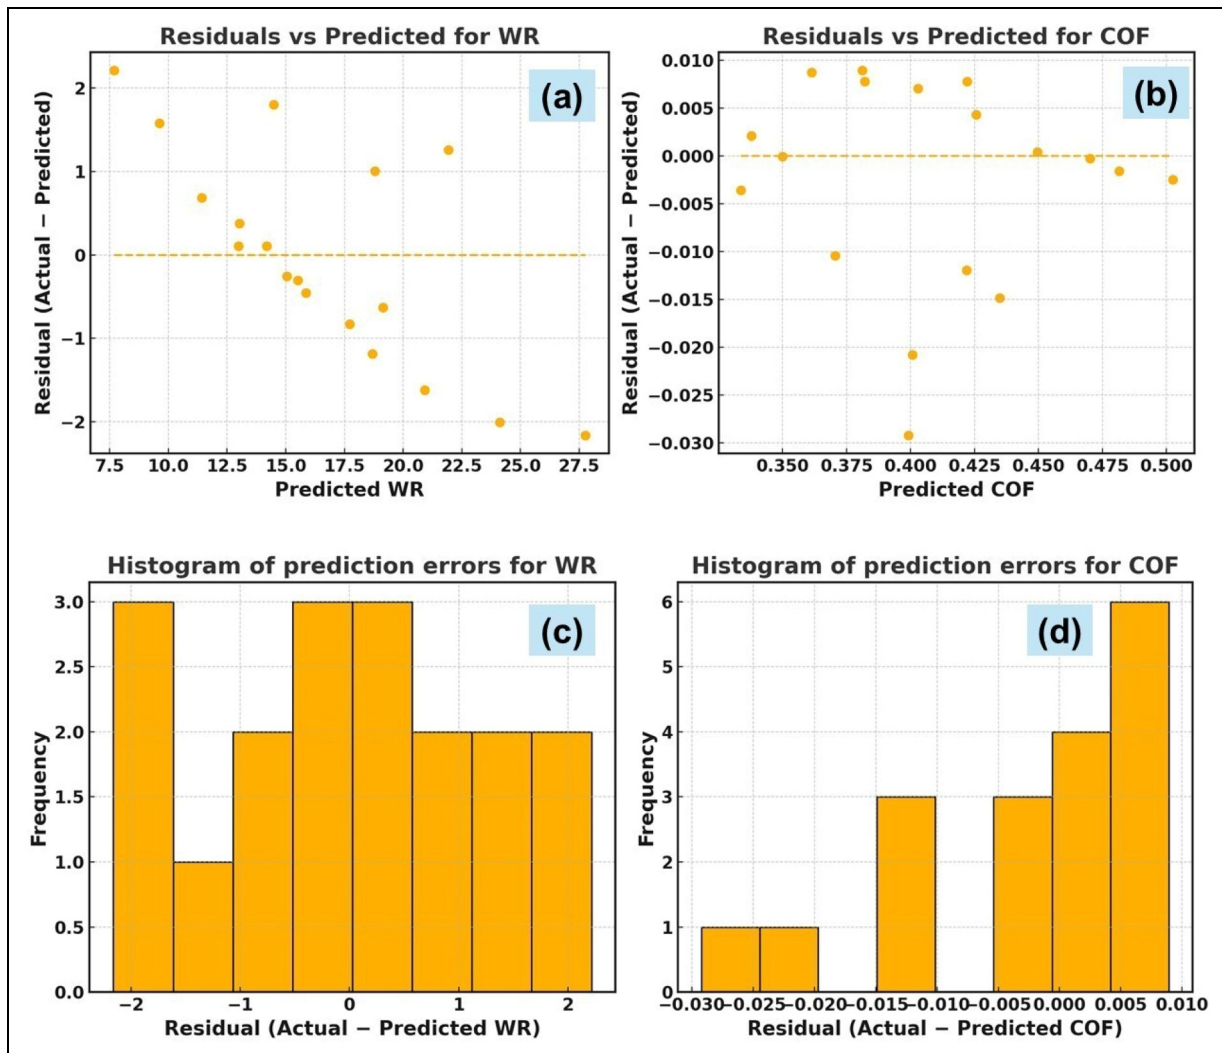 Residuals vs Predicted for WR
(a)
Residual (Actual − Predicted)
2
1
0
−1
−2
7.5 10.0 12.5 15.0 17.5 20.0 22.5 25.0 27.5
Predicted WR
Residuals vs Predicted for COF
(b)
Residual (Actual − Predicted)
0.010
0.005
0.000
−0.005
−0.010
−0.015
−0.020
−0.025
−0.030
0.350 0.375 0.400 0.425 0.450 0.475 0.500
Predicted COF
Histogram of prediction errors for WR
(c)
Frequency
3.0
2.5
2.0
1.5
1.0
0.5
0.0
−2 −1 0 1 2
Residual (Actual − Predicted WR)
Histogram of prediction errors for COF
(d)
Frequency
6
5
4
3
2
1
0
−0.030 −0.025 −0.020 −0.015 −0.010 −0.005 0.000 0.005 0.010
Residual (Actual − Predicted COF)